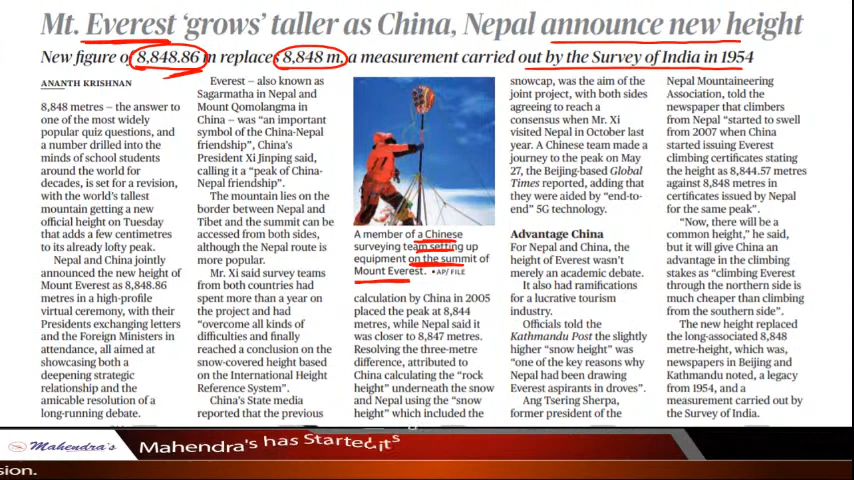 Mt. Everest ‘grows’ taller as China, Nepal announce new height
New figure of 8,848.86 m replaces 8,848 m, a measurement carried out by the Survey of India in 1954
ANANTH KRISHNAN
8,848 metres – the answer to
one of the most widely
popular quiz questions, and
a number drilled into the
minds of school students
around the world for
decades, is set for a revision,
with the world’s tallest
mountain getting a new
official height on Tuesday
that adds a few centimetres
to its already lofty peak.
Nepal and China jointly
announced the new height of
Mount Everest as 8,848.86
metres in a high-profile
virtual ceremony, with their
Presidents exchanging letters
and the Foreign Ministers in
attendance, all aimed at
showcasing both a
deepening strategic
relationship and the
amicable resolution of a
long-running debate.
Everest – also known as
Sagarmatha in Nepal and
Mount Qomolangma in
China – was “an important
symbol of the China-Nepal
friendship”, China’s
President Xi Jinping said,
calling it a “peak of China-
Nepal friendship”.
The mountain lies on the
border between Nepal and
Tibet and the summit can be
accessed from both sides,
although the Nepal route is
more popular.
Mr. Xi said survey teams
from both countries had
spent more than a year on
the project and had
“overcome all kinds of
difficulties and finally
reached a conclusion on the
snow-covered height based
on the International Height
Reference System”.
China’s State media
reported that the previous
A member of a Chinese
surveying team setting up
equipment on the summit of
Mount Everest. •AP/ FILE
calculation by China in 2005
placed the peak at 8,844
metres, while Nepal said it
was closer to 8,847 metres.
Resolving the three-metre
difference, attributed to
China calculating the “rock
height” underneath the snow
and Nepal using the “snow
height” which included the
snowcap, was the aim of the
joint project, with both sides
agreeing to reach a
consensus when Mr. Xi
visited Nepal in October last
year. A Chinese team made a
journey to the peak on May
27, the Beijing-based Global
Times reported, adding that
they were aided by “end-to-
end” 5G technology.
Advantage China
For Nepal and China, the
height of Everest wasn’t
merely an academic debate.
It also had ramifications
for a lucrative tourism
industry.
Officials told the
Kathmandu Post the slightly
higher “snow height” was
“one of the key reasons why
Nepal had been drawing
Everest aspirants in droves”.
Ang Tsering Sherpa,
former president of the
Nepal Mountaineering
Association, told the
newspaper that climbers
from Nepal “started to swell
from 2007 when China
started issuing Everest
climbing certificates stating
the height as 8,844.57 metres
against 8,848 metres in
certificates issued by Nepal
for the same peak”.
“Now, there will be a
common height,” he said,
but it will give China an
advantage in the climbing
stakes as “climbing Everest
through the northern side is
much cheaper than climbing
from the southern side”.
The new height replaced
the long-associated 8,848
metre-height, which was,
newspapers in Beijing and
Kathmandu noted, a legacy
from 1954, and a
measurement carried out by
the Survey of India.
Mahendra's
Mahendra's has Started its
sion.